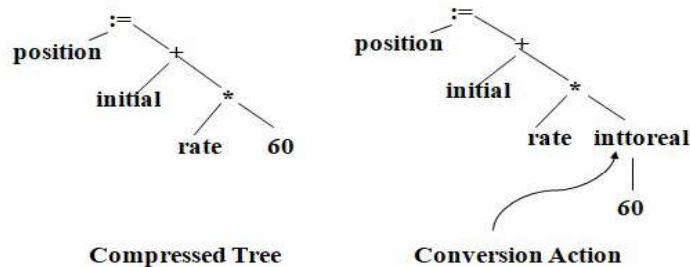 :=
position
+
initial
*
rate 60
Compressed Tree
:=
position
+
initial
*
rate inttoreal
60
Conversion Action